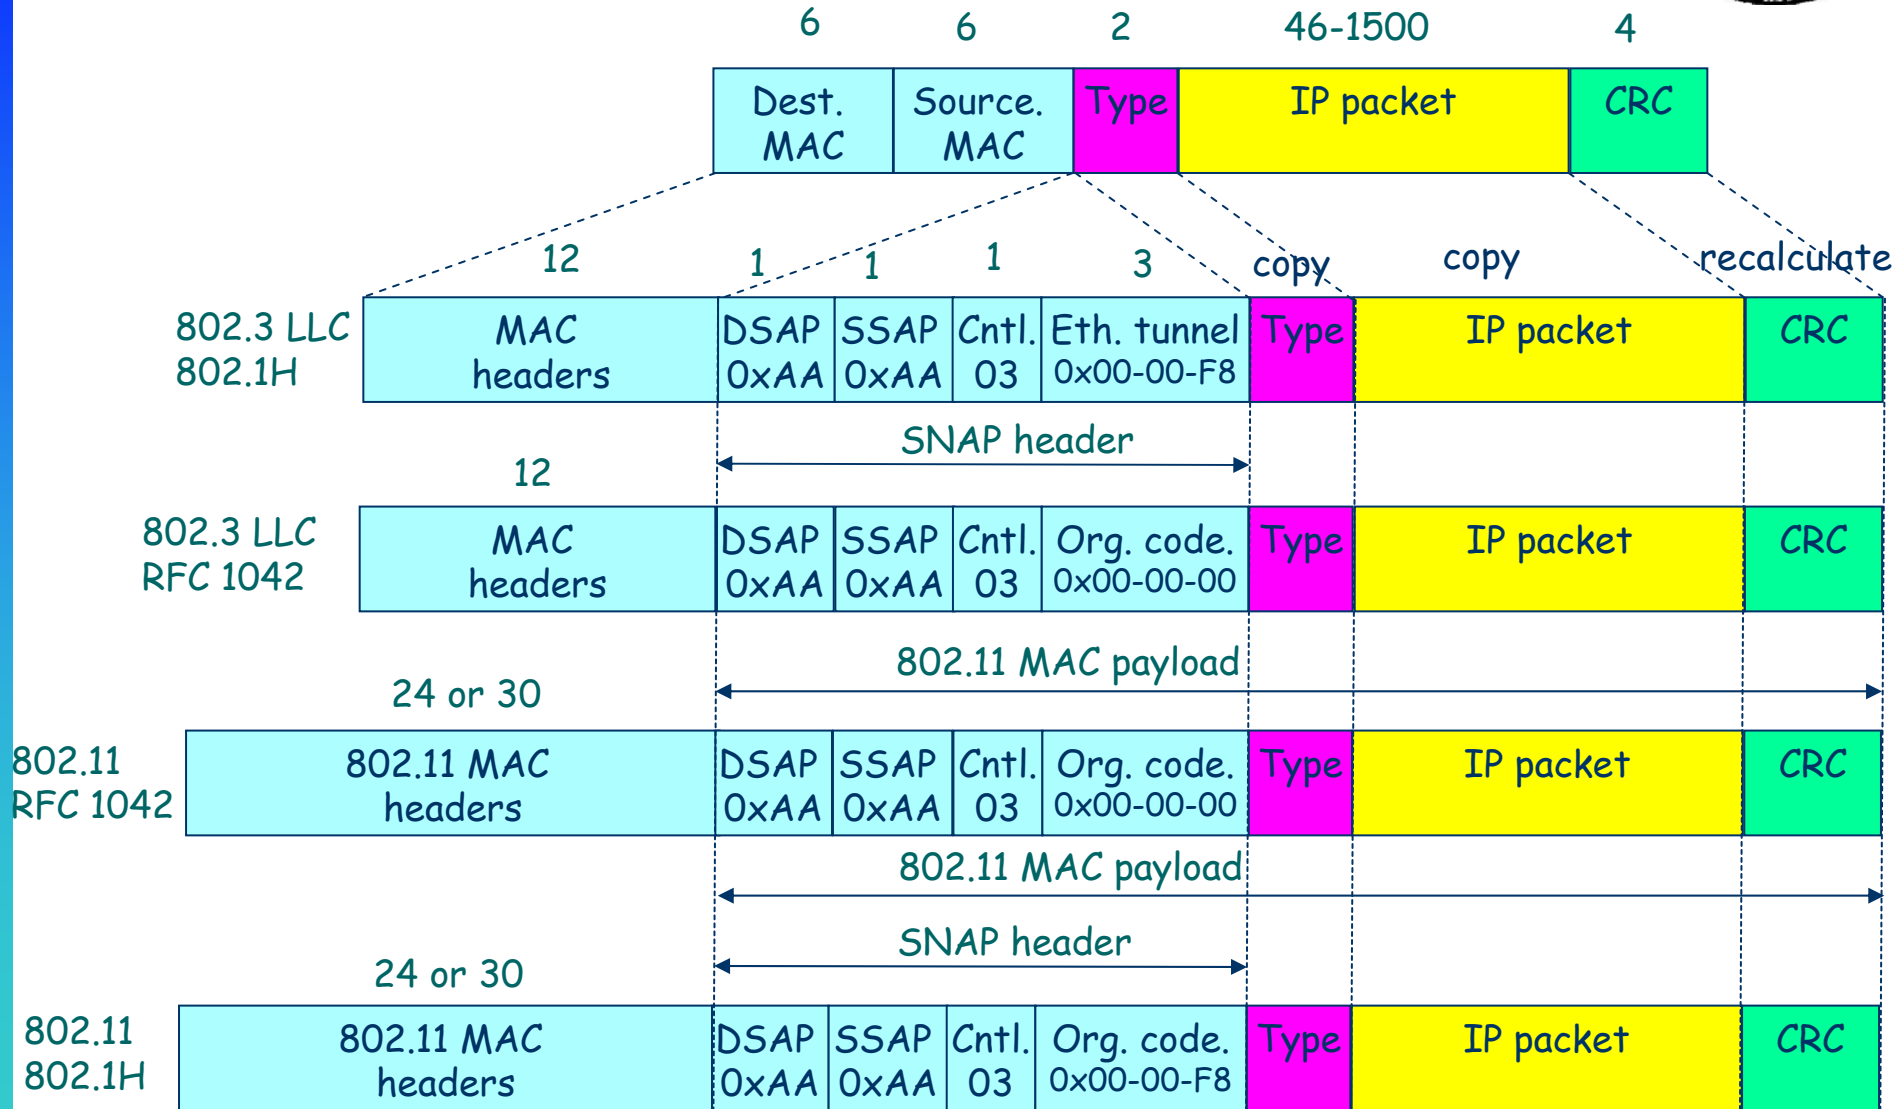 6 6 2 46-1500 4
Dest. Source. Type IP packet CRC
MAC MAC
12 1 1 1 3 copy copy recalculate
802.3 LLC MAC DSAP SSAP Cntl. Eth. tunnel Type IP packet CRC
802.1H headers 0xAA 0xAA 03 0x00-00-F8
SNAP header
12
802.3 LLC MAC DSAP SSAP Cntl. Org. code. Type IP packet CRC
RFC 1042 headers 0xAA 0xAA 03 0x00-00-00
802.11 MAC payload
24 or 30
802.11 802.11 MAC DSAP SSAP Cntl. Org. code. Type IP packet CRC
RFC 1042 headers 0xAA 0xAA 03 0x00-00-00
802.11 MAC payload
SNAP header
24 or 30
802.11 802.11 MAC DSAP SSAP Cntl. Org. code. Type IP packet CRC
802.1H headers 0xAA 0xAA 03 0x00-00-F8